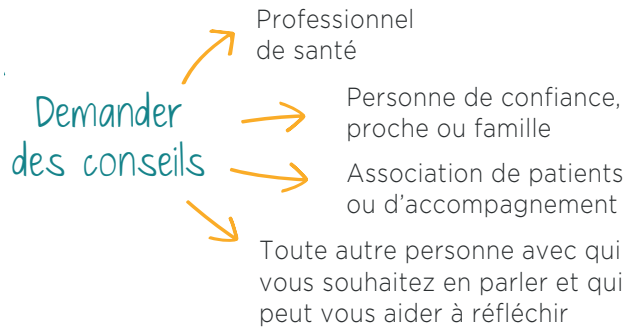 Demander
des conseils
Professionnel
de santé
Personne de confiance,
proche ou famille
Association de patients
ou d'accompagnement
Toute autre personne avec qui
vous souhaitez en parler et qui
peut vous aider à réfléchir